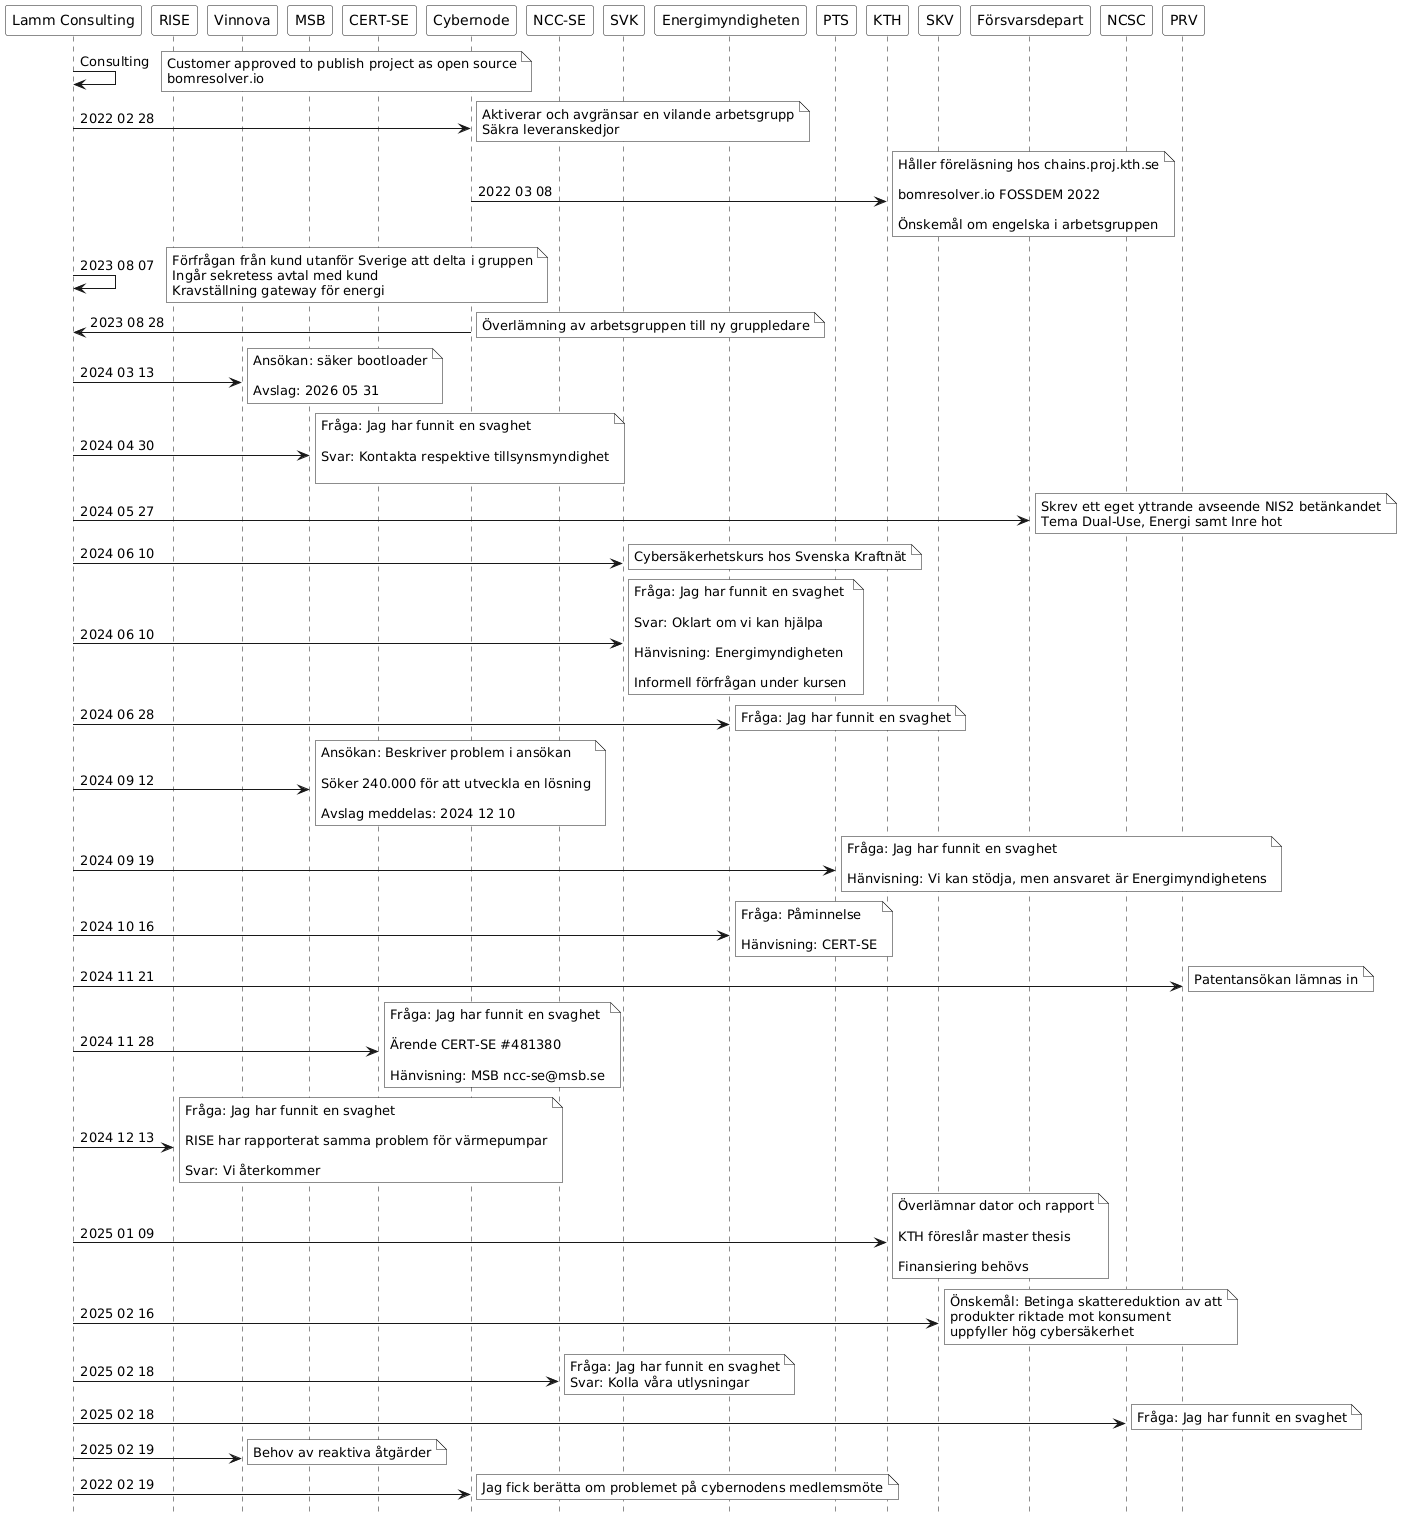 Lamm Consulting
RISE
Vinnova
MSB
CERT-SE
Cybernode
NCC-SE
SVK
Energimyndigheten
PTS
KTH
SKV
Försvarsdepart
NCSC
PRV
Consulting
Customer approved to publish project as open source
bomresolver.io
2022 02 28
Aktiverar och avgränsar en vilande arbetsgrupp
Säkra leveranskedjor
2022 03 08
Håller föreläsning hos chains.proj.kth.se
bomresolver.io FOSSDEM 2022
Önskemål om engelska i arbetsgruppen
2023 08 07
Förfrågan från kund utanför Sverige att delta i gruppen
Ingår sekretess avtal med kund
Kravställning gateway för energi
2023 08 28
Överlämning av arbetsgruppen till ny gruppledare
2024 03 13
Ansökan: säker bootloader
Avslag: 2026 05 31
2024 04 30
Fråga: Jag har funnit en svaghet
Svar: Kontakta respektive tillsynsmyndighet
2024 05 27
Skrev ett eget yttrande avseende NIS2 betänkandet
Tema Dual-Use, Energi samt Inre hot
2024 06 10
Cybersäkerhetskurs hos Svenska Kraftnät
2024 06 10
Fråga: Jag har funnit en svaghet
Svar: Oklart om vi kan hjälpa
Hänvisning: Energimyndigheten
Informell förfrågan under kursen
2024 06 28
Fråga: Jag har funnit en svaghet
2024 09 12
Ansökan: Beskriver problem i ansökan
Söker 240.000 för att utveckla en lösning
Avslag meddelas: 2024 12 10
2024 09 19
Fråga: Jag har funnit en svaghet
Hänvisning: Vi kan stödja, men ansvaret är Energimyndighetens
2024 10 16
Fråga: Påminnelse
Hänvisning: CERT-SE
2024 11 21
Patentansökan lämnas in
2024 11 28
Fråga: Jag har funnit en svaghet
Ärende CERT-SE #481380
Hänvisning: MSB ncc-se@msb.se
2024 12 13
Fråga: Jag har funnit en svaghet
RISE har rapporterat samma problem för värmepumpar
Svar: Vi återkommer
2025 01 09
Överlämnar dator och rapport
KTH föreslår master thesis
Finansiering behövs
2025 02 16
Önskemål: Betinga skattereduktion av att
produkter riktade mot konsument
uppfyller hög cybersäkerhet
2025 02 18
Fråga: Jag har funnit en svaghet
Svar: Kolla våra utlysningar
2025 02 18
Fråga: Jag har funnit en svaghet
2025 02 19
Behov av reaktiva åtgärder
2022 02 19
Jag fick berätta om problemet på cybernodens medlemsmöte